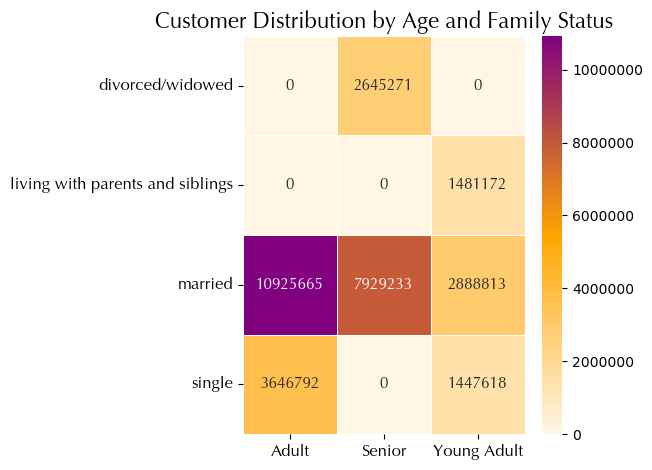 Customer Distribution by Age and Family Status
divorced/widowed
0 2645271 0
living with parents and siblings
0 0 1481172
married
10925665 7929233 2888813
single
3646792 0 1447618
Adult Senior Young Adult
10000000
8000000
6000000
4000000
2000000
0